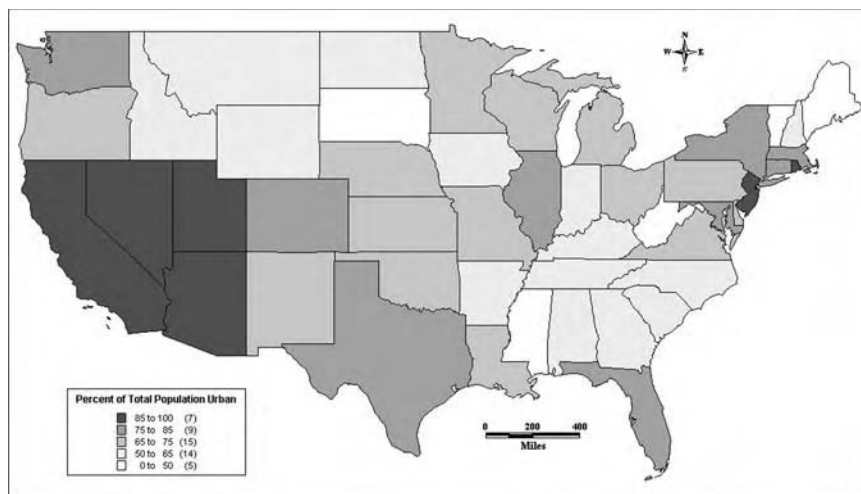 N
W E
S
Percent of Total Population Urban
85 to 100 (7)
75 to 85 (9)
65 to 75 (15)
50 to 65 (14)
0 to 50 (5)
0 200 400
Miles